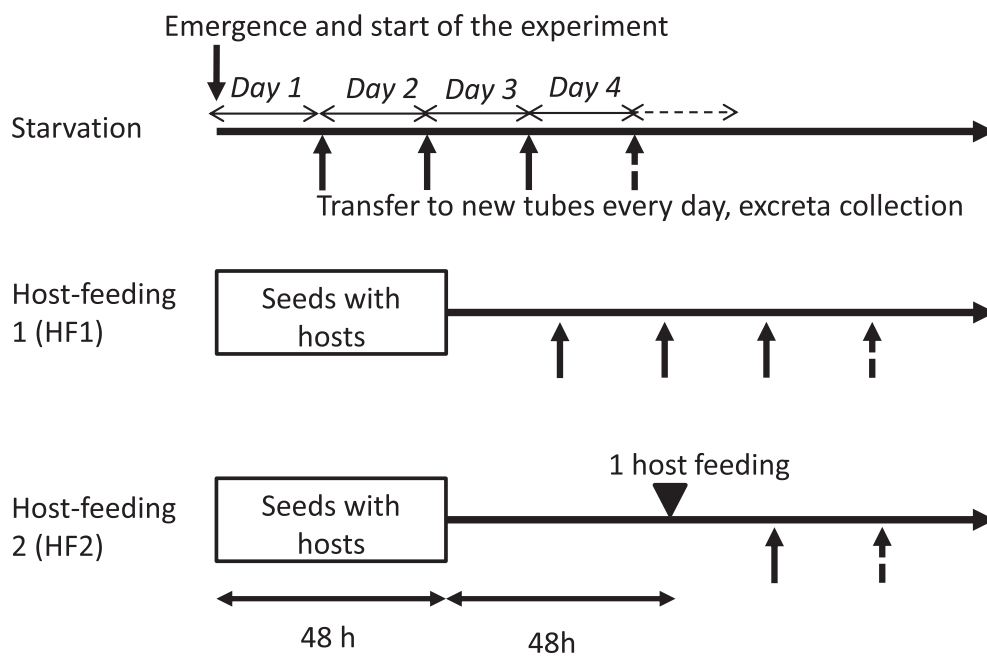 Emergence and start of the experiment
Day 1
Day 2
Day 3
Day 4
Starvation
Transfer to new tubes every day, excreta collection
Host-feeding
1 (HF1)
Seeds with
hosts
1 host feeding
Host-feeding
2 (HF2)
Seeds with
hosts
48 h
48h